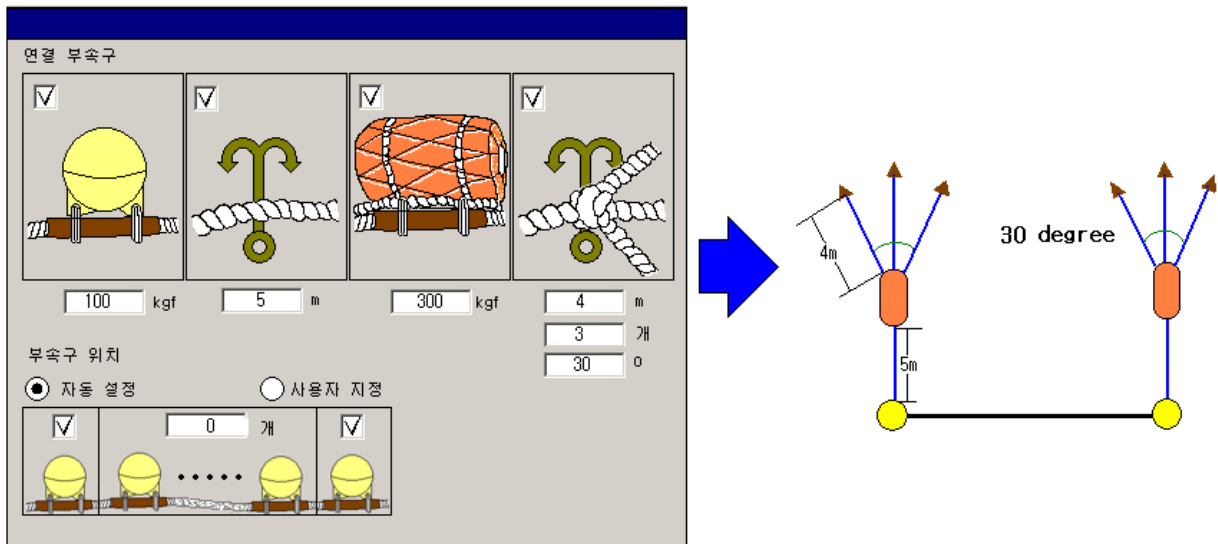 연결 부속구
100 kgf
5 m
300 kgf
4 m
3 개
30 o
부속구 위치
자동 설정
사용자 지정
0 개
30 degree
4m
5m